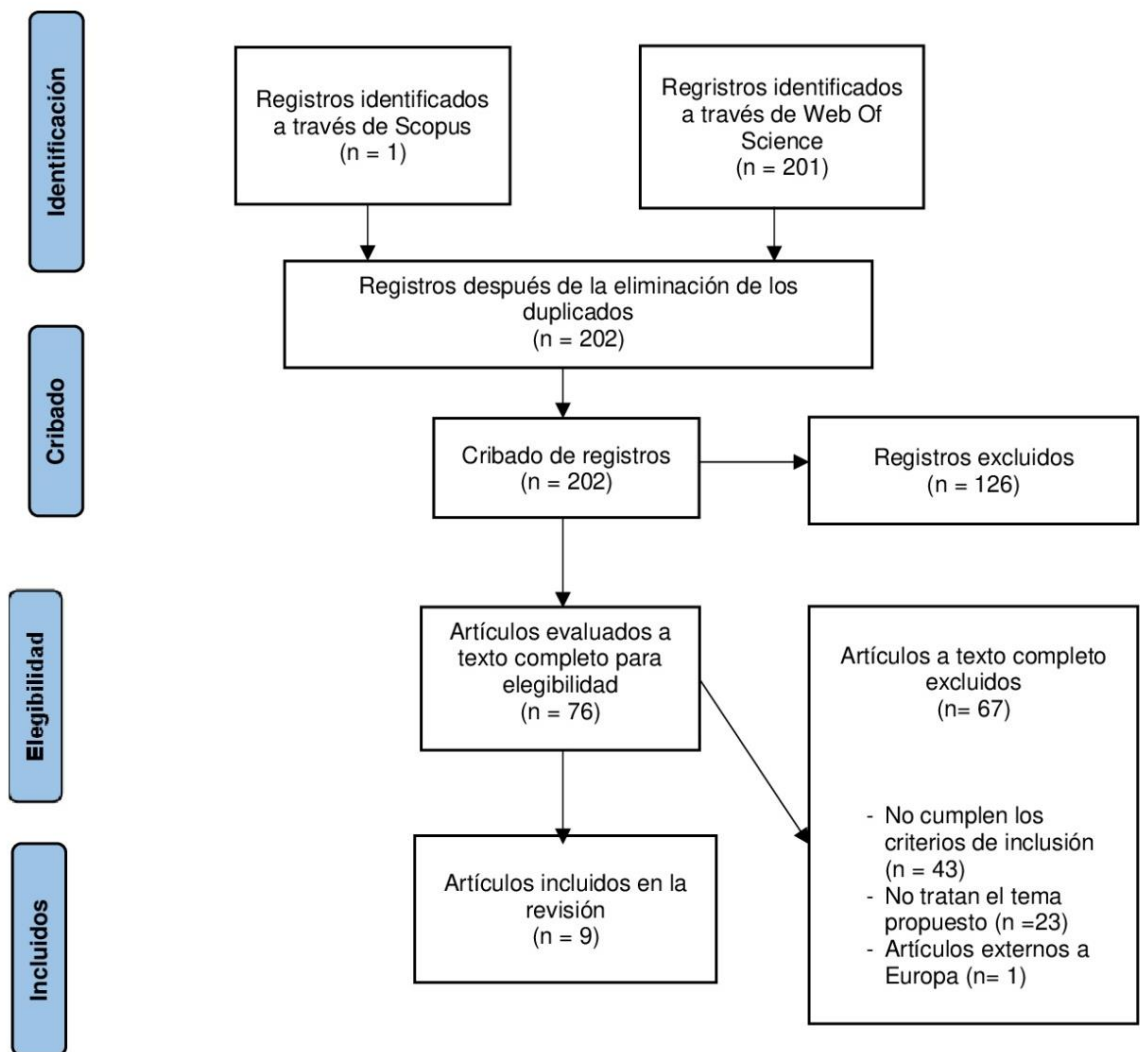 Identificación
Registros identificados
a través de Scopus
(n = 1)
Regristros identificados
a través de Web Of
Science
(n = 201)
Registros después de la eliminación de los
duplicados
(n = 202)
Cribado
Cribado de registros
(n = 202)
Registros excluidos
(n = 126)
Elegibilidad
Artículos evaluados a
texto completo para
elegibilidad
(n = 76)
Artículos a texto completo
excluidos
(n= 67)
- No cumplen los
criterios de inclusión
(n = 43)
- No tratan el tema
propuesto (n =23)
- Artículos externos a
Europa (n= 1)
Incluidos
Artículos incluidos en la
revisión
(n = 9)